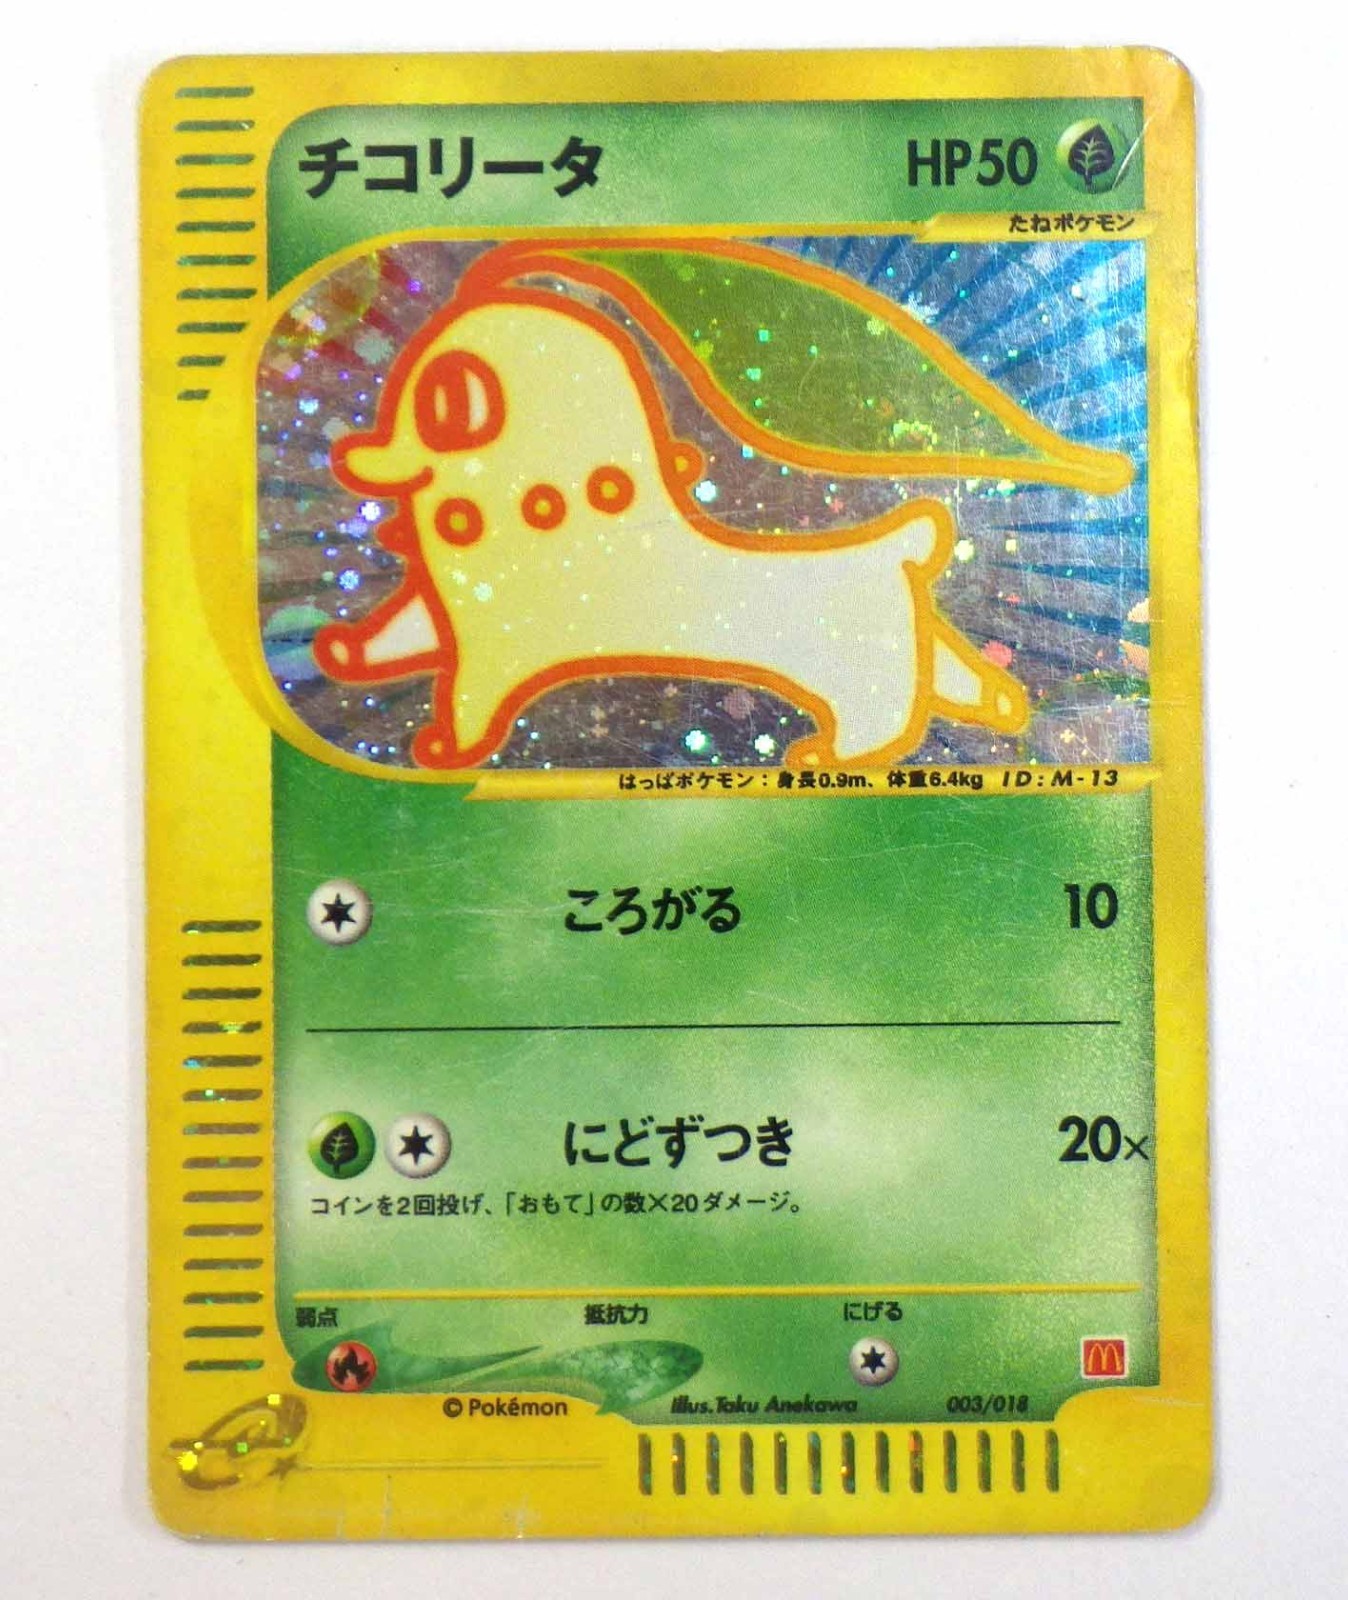 チコリータ HP50
たねポケモン
はっぱポケモン：身長0.9m、体重6.4kg ID:M-13
ころがる 10
にどずつき 20×
コインを2回投げ、「おもて」の数×20ダメージ。
弱点 抵抗力 にげる
©Pokémon Illus.Taku Anekawa 003/018